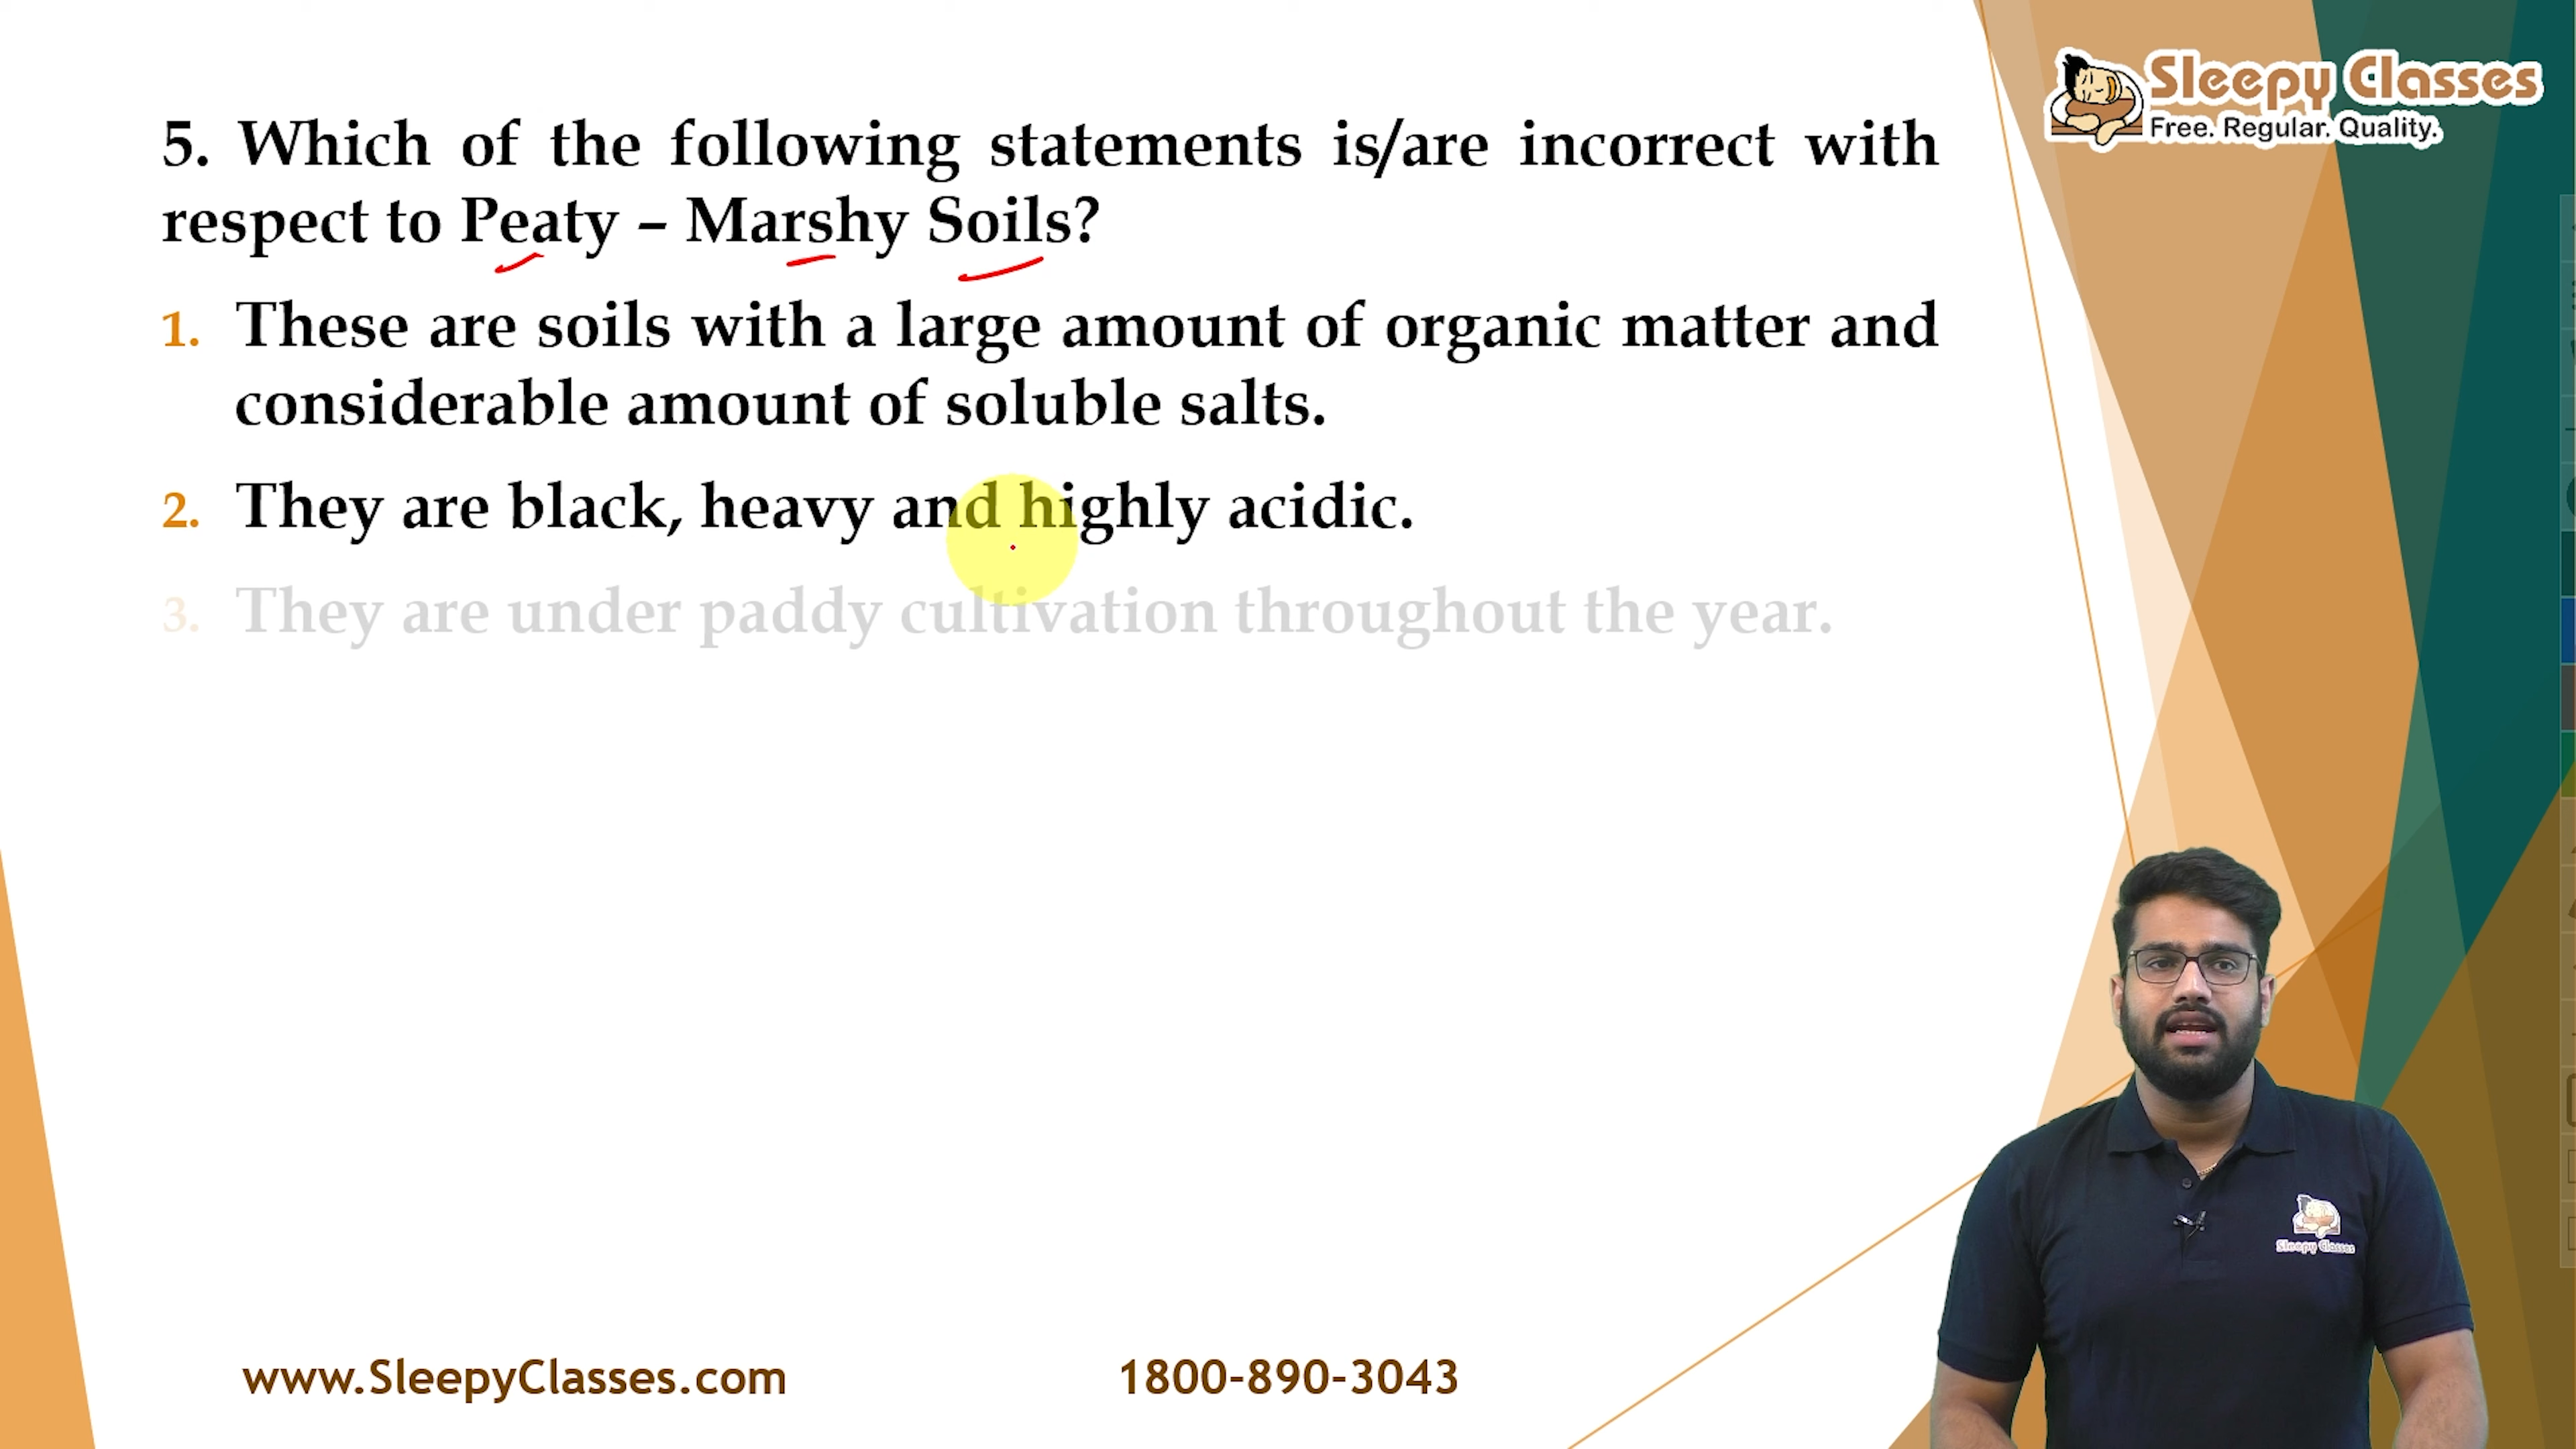 Sleepy Classes
Free. Regular. Quality.
5. Which of the following statements is/are incorrect with
respect to Peaty – Marshy Soils?
1. These are soils with a large amount of organic matter and
considerable amount of soluble salts.
2. They are black, heavy and highly acidic.
3. They are under paddy cultivation throughout the year.
Sleepy Classes
www.SleepyClasses.com 1800-890-3043